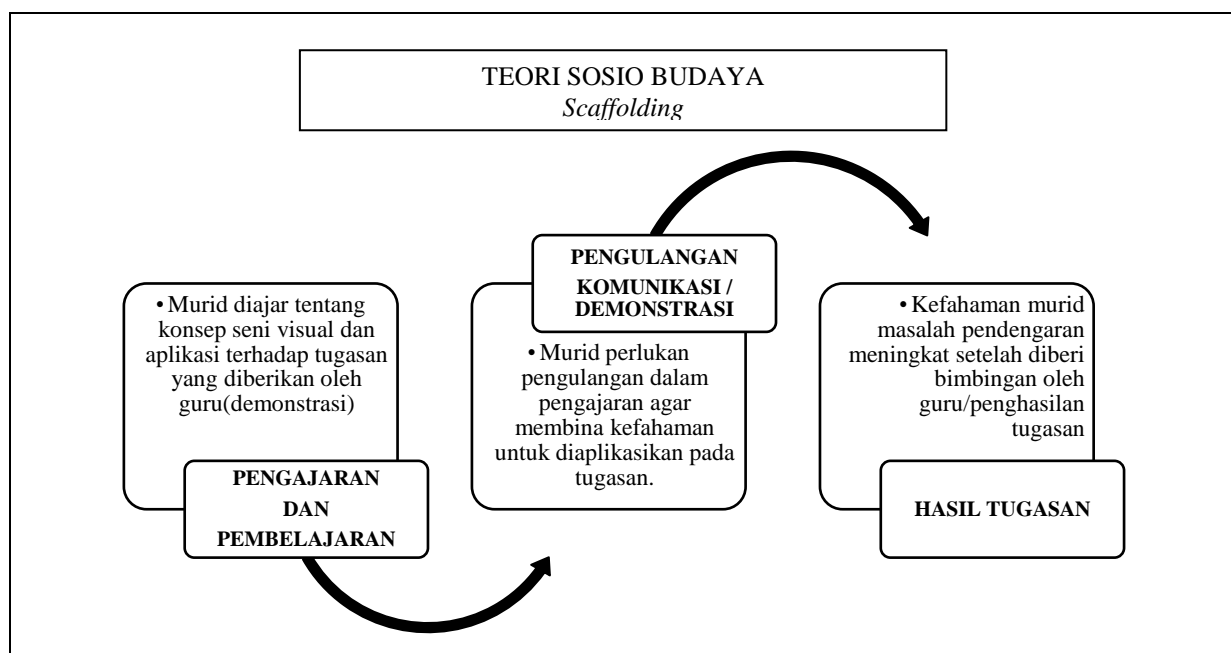 TEORI SOSIO BUDAYA
Scaffolding
• Murid diajar tentang
konsep seni visual dan
aplikasi terhadap tugasan
yang diberikan oleh
guru(demonstrasi)
PENGAJARAN
DAN
PEMBELAJARAN
PENGULANGAN
KOMUNIKASI /
DEMONSTRASI
• Murid perlukan
pengulangan dalam
pengajaran agar
membina kefahaman
untuk diaplikasikan pada
tugasan.
• Kefahaman murid
masalah pendengaran
meningkat setelah diberi
bimbingan oleh
guru/penghasilan
tugasan
HASIL TUGASAN